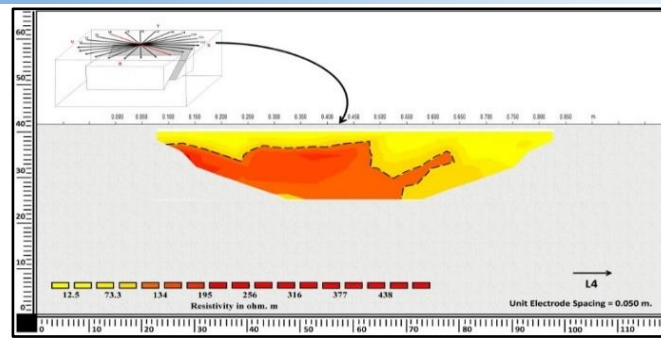 60
50
40
30
20
10
0
0.000 0.050 0.100 0.150 0.200 0.250 0.300 0.350 0.400 0.450 0.500 0.550 0.600 0.650 0.700 0.750 0.800 0.850 m.
12.5 73.3 134 195 256 316 377 438
Resistivity in ohm. m
L4
Unit Electrode Spacing = 0.050 m.
0 10 20 30 40 50 60 70 80 90 100 110